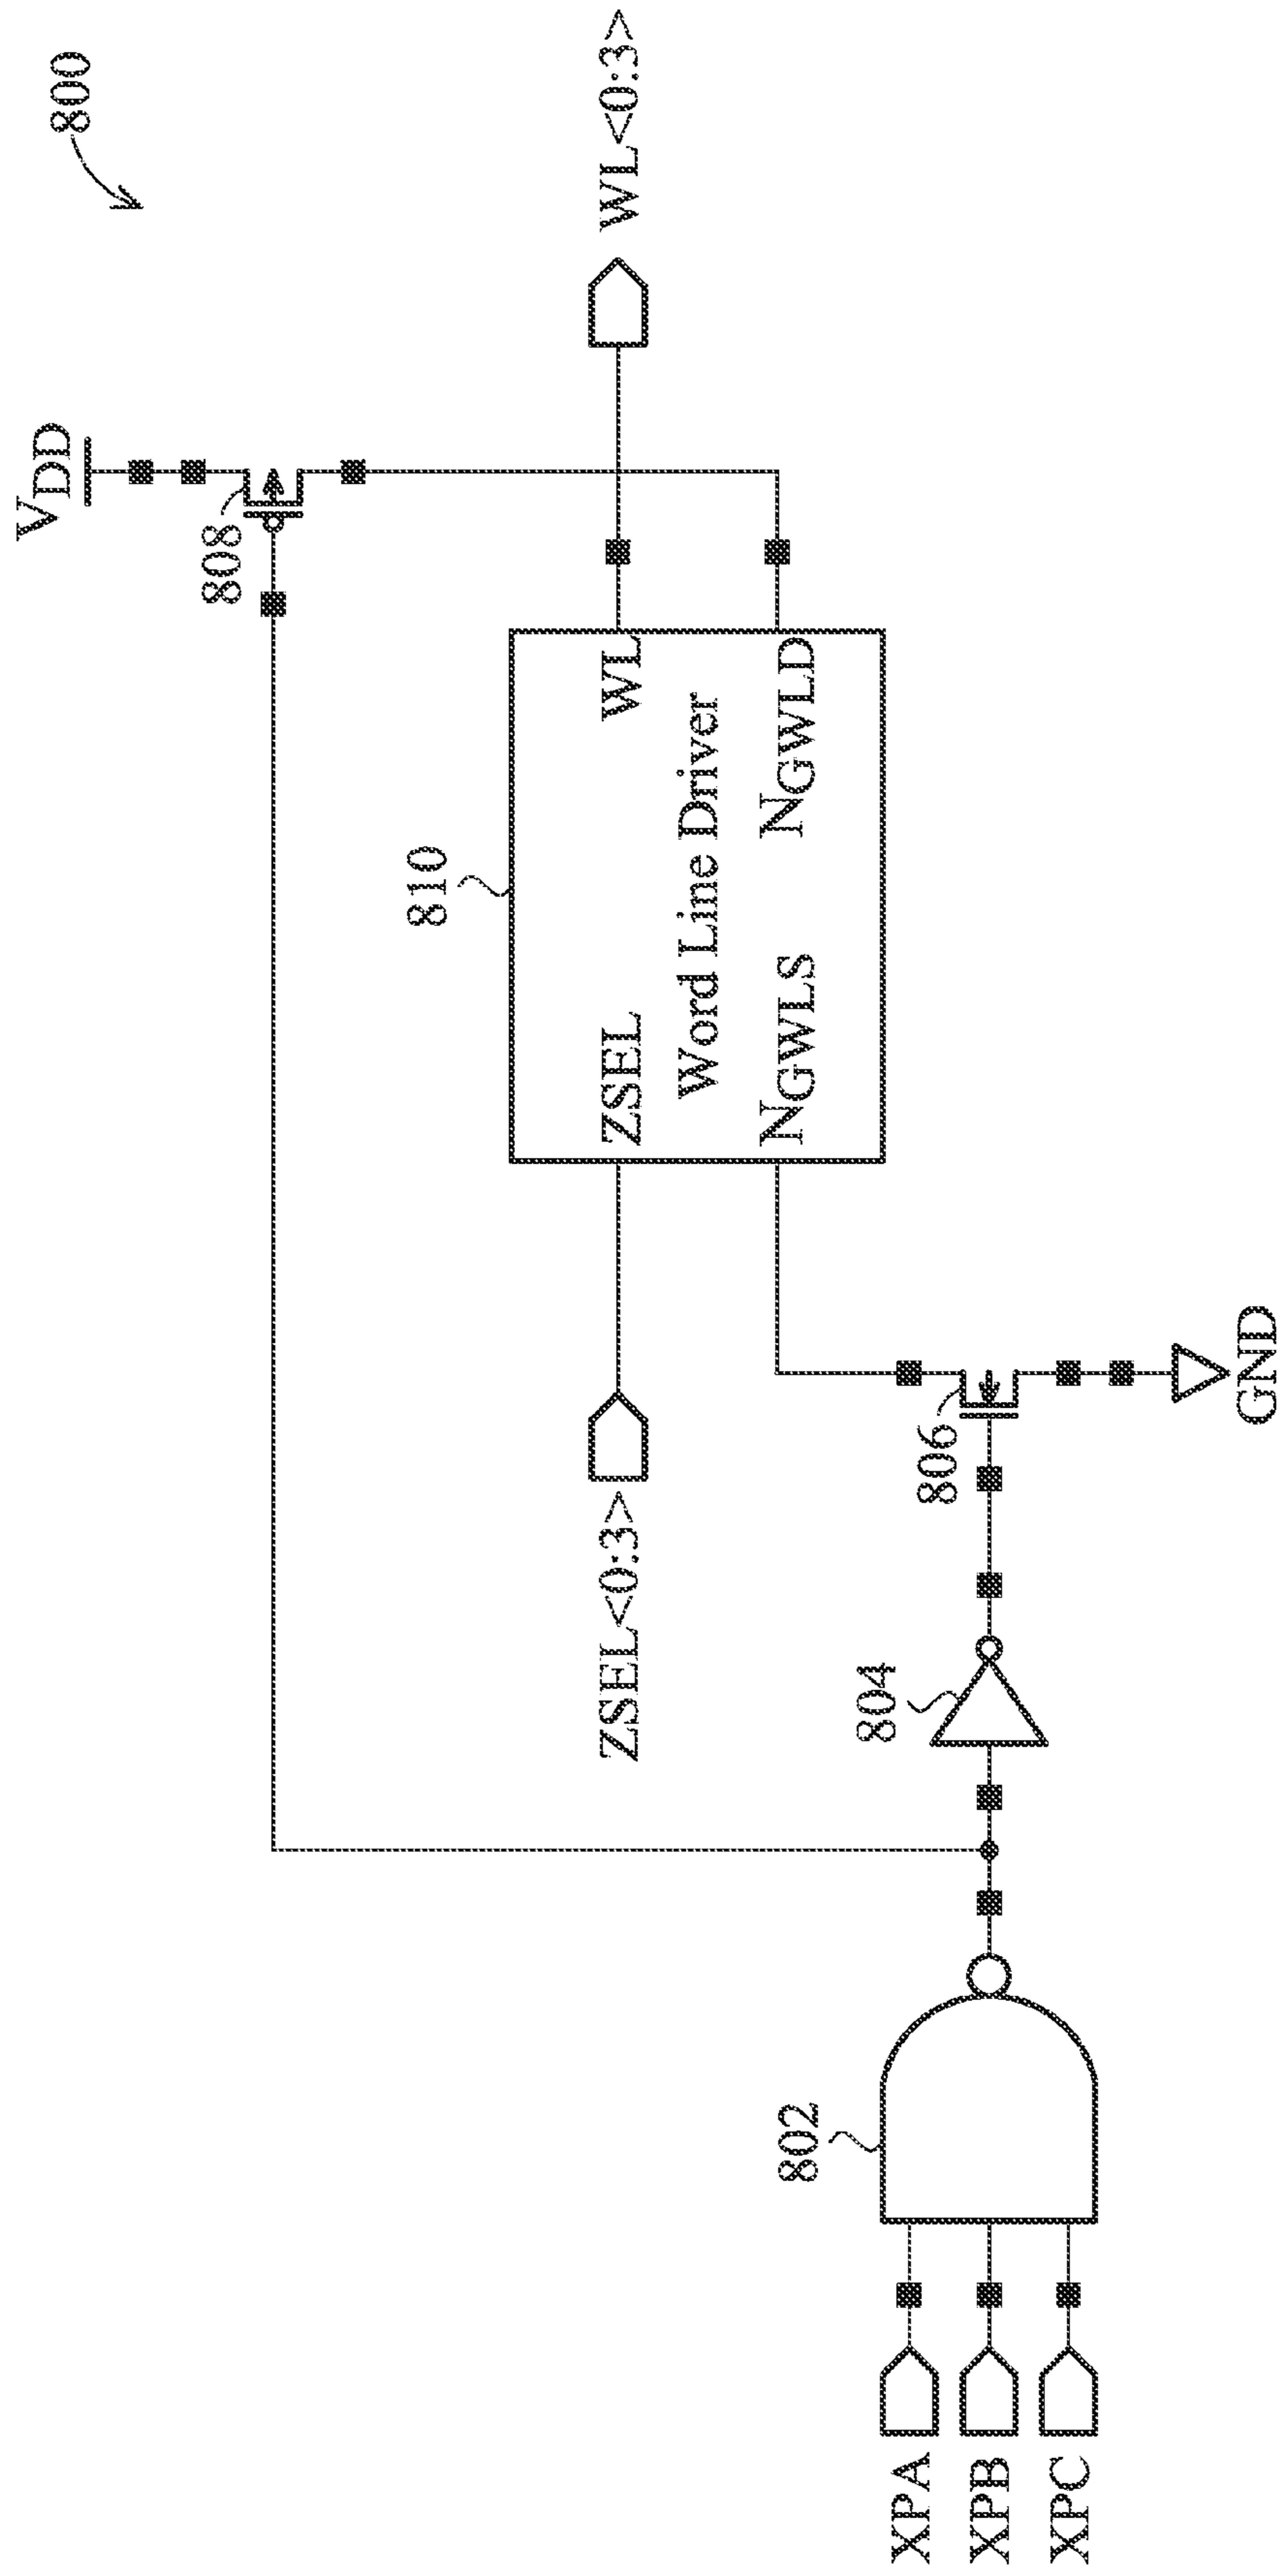 800
VDD
808
WL<0:3>
810
ZSEL
WL
Word Line Driver
NGWLS
NGWLD
ZSEL<0:3>
806
GND
804
802
XPA
XPB
XPC